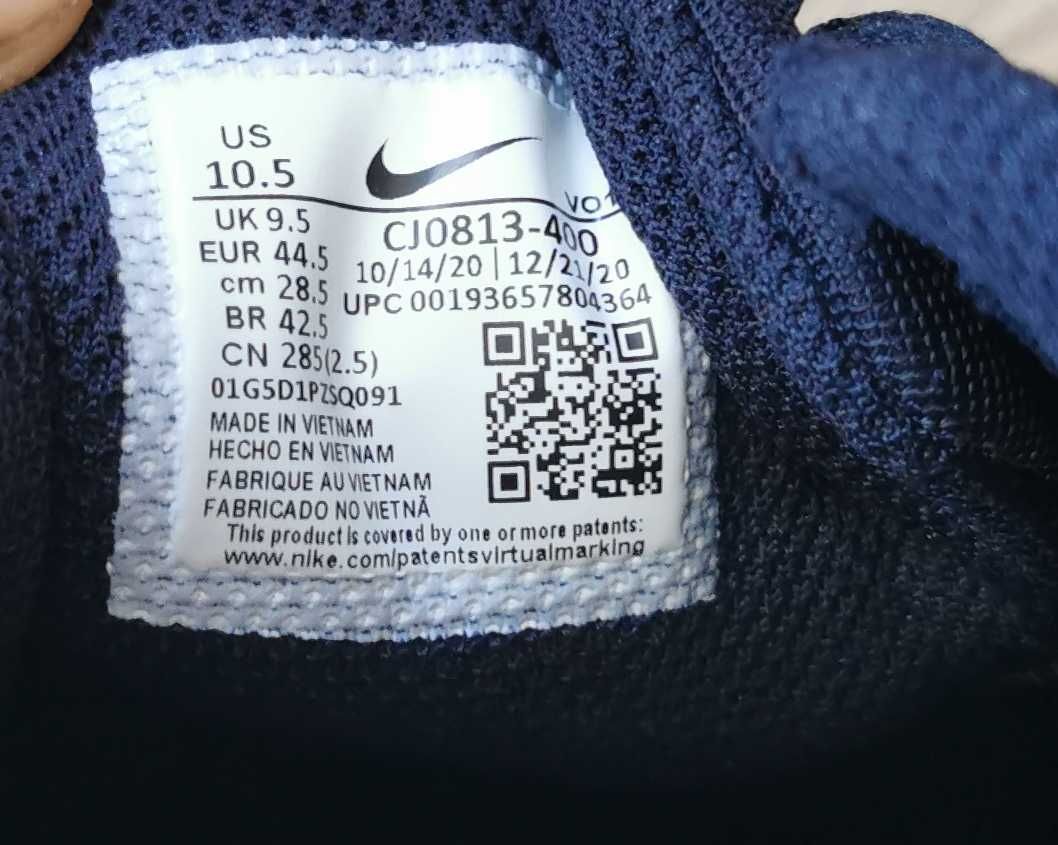 US
10.5
VO
UK 9.5
CJ0813-400
EUR 44.5
10/14/20 | 12/21/20
cm 28.5
UPC 00193657804364
BR 42.5
CN 285(2.5)
01G5D1PZSQ091
MADE IN VIETNAM
HECHO EN VIETNAM
FABRIQUE AU VIETNAM
FABRICADO NO VIETNÃ
This product is covered by one or more patents:
www.nike.com/patentsvirtualmarking